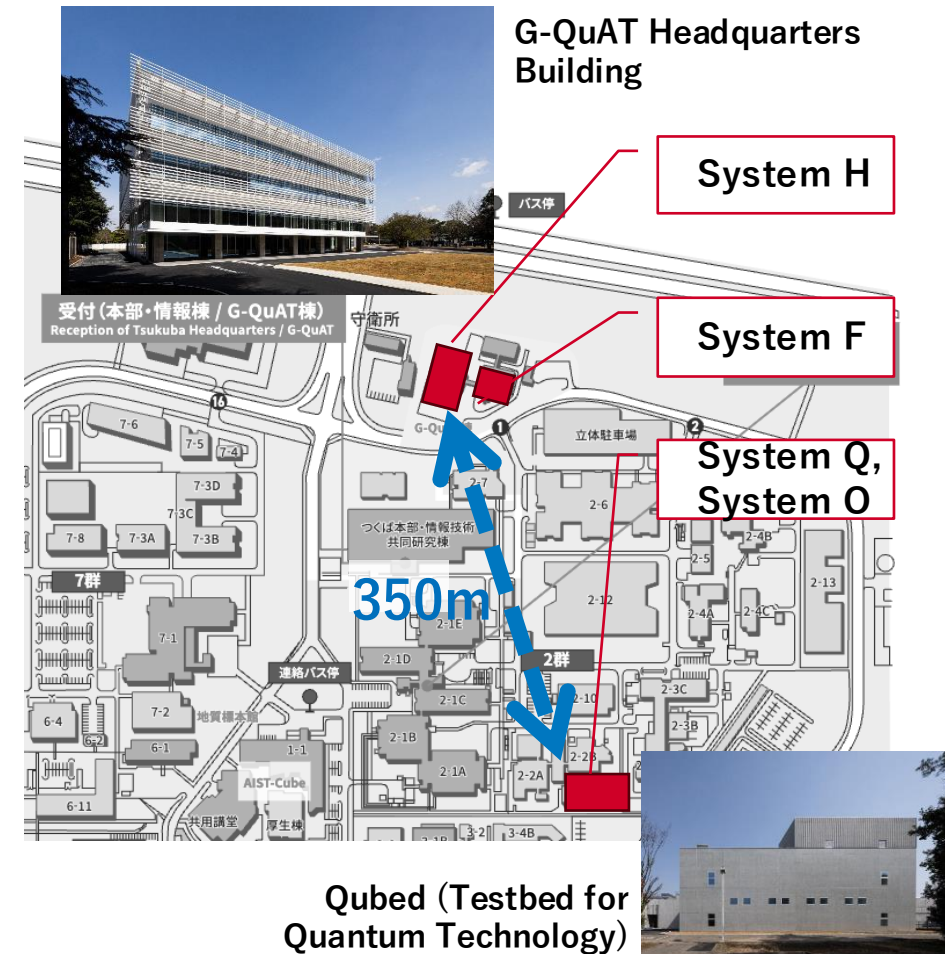 G-QuAT Headquarters
Building
System H
バス停
受付(本部・情報棟 / G-QuAT棟)
Reception of Tsukuba Headquarters / G-QuAT
守衛所
System F
16
7-6
7-5
7-4
1
立体駐車場
2
System Q,
System O
7-3D
2-7
2-6
7-3C
つくば本部・情報技術
共同研究棟
7-8
7-3A
7-3B
2-4B
2-5
7群
350m
2-12
2-13
2-4A
2-4C
7-1
2-1E
2-1D
2群
連絡バス停
2-1C
2-10
2-3C
6-4
7-2
地質標本館
6-2
6-1
2-1B
2-3B
1-1
2-1A
2-2A
2-2B
AIST-Cube
6-11
共用講堂
厚生棟
3-2
3-4B
Qubed (Testbed for
Quantum Technology)